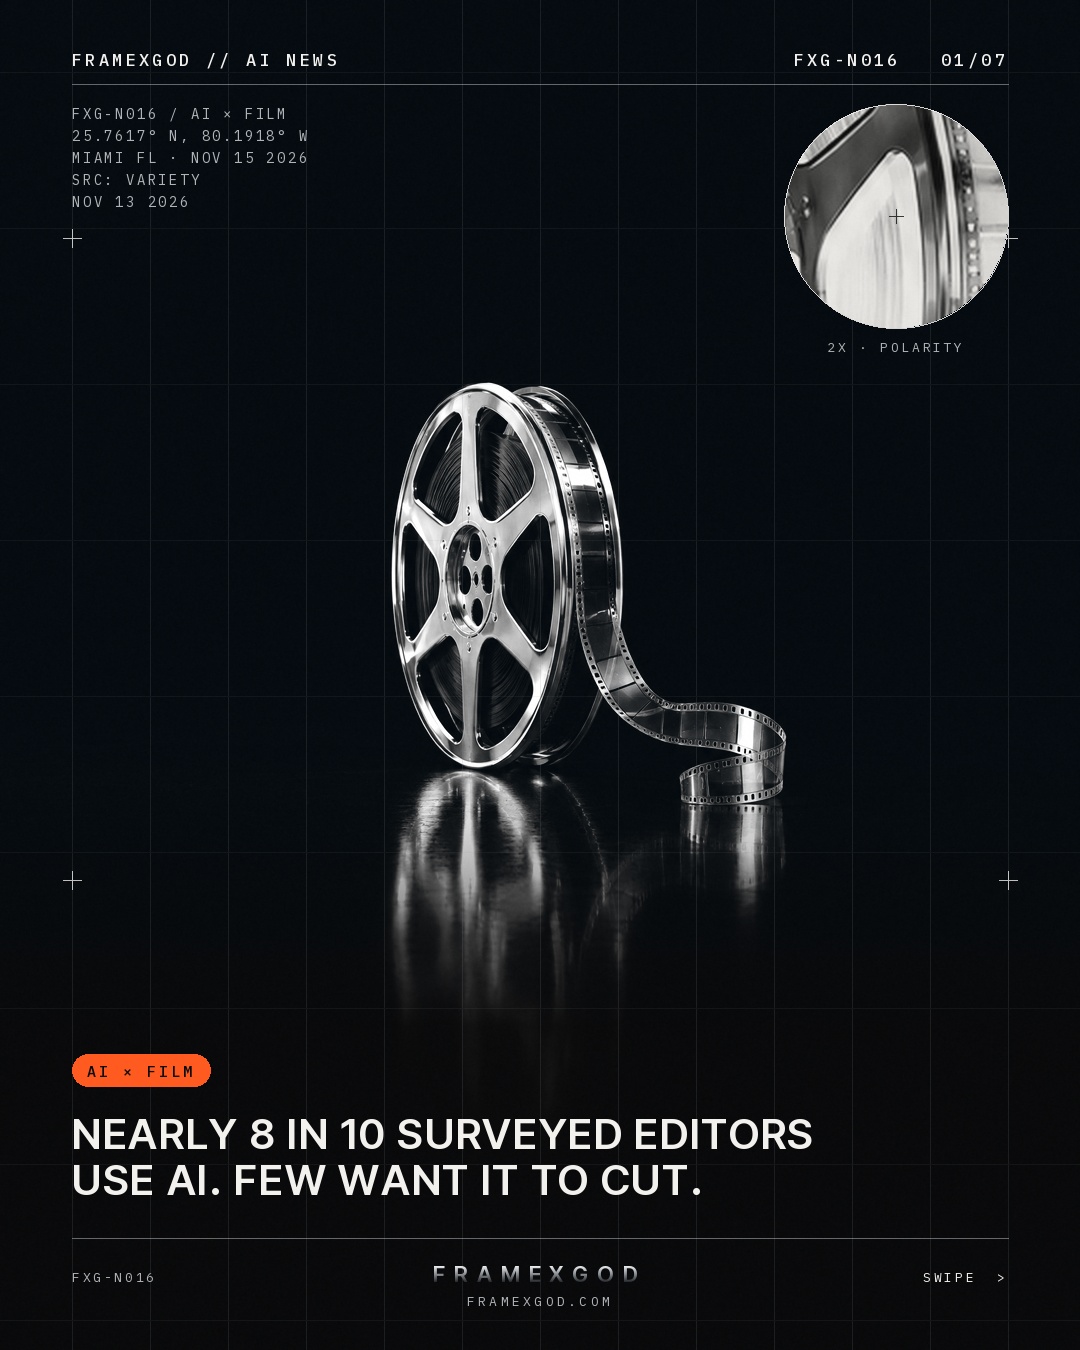 FRAMEXGOD // AI NEWS
FXG-N016 01/07
FXG-N016 / AI × FILM
25.7617° N, 80.1918° W
MIAMI FL · NOV 15 2026
SRC: VARIETY
NOV 13 2026
2X · POLARITY
AI × FILM
NEARLY 8 IN 10 SURVEYED EDITORS
USE AI. FEW WANT IT TO CUT.
FXG-N016
FRAMEXGOD
FRAMEXGOD.COM
SWIPE >